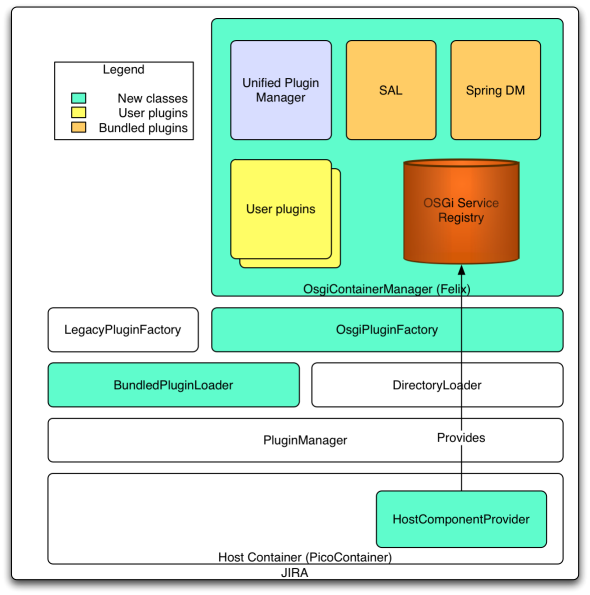 Legend
New classes
User plugins
Bundled plugins
Unified Plugin
Manager
SAL
Spring DM
User plugins
OSGi Service
Registry
OsgiContainerManager (Felix)
LegacyPluginFactory
OsgiPluginFactory
BundledPluginLoader
DirectoryLoader
PluginManager
Provides
HostComponentProvider
Host Container (PicoContainer)
JIRA